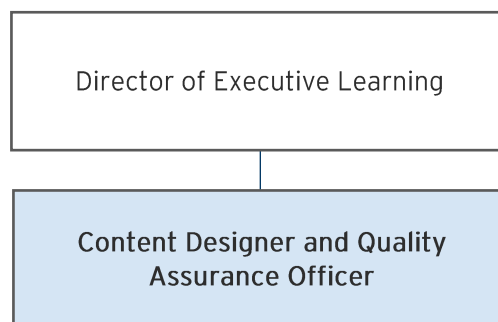 Director of Executive Learning
Content Designer and Quality
Assurance Officer